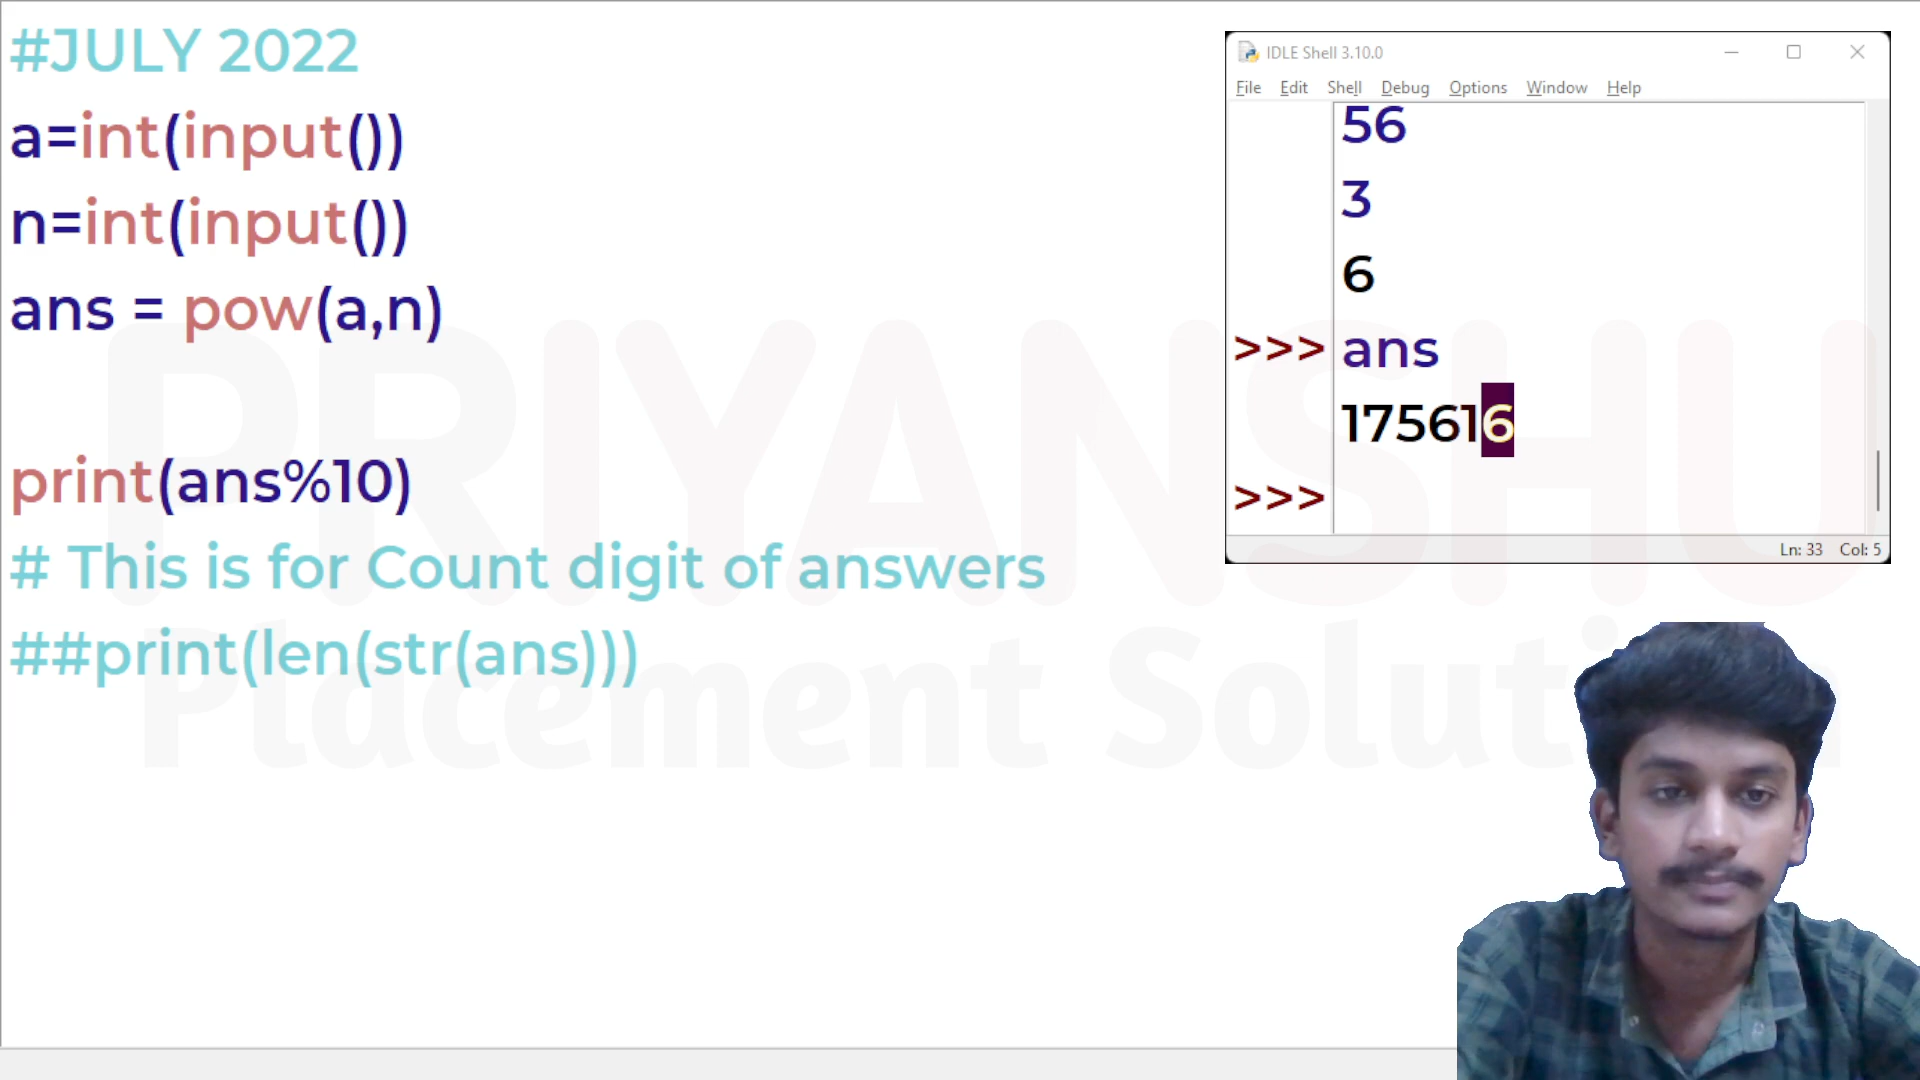 #JULY 2022
a=int(input())
n=int(input())
ans = pow(a,n)
print(ans%10)
# This is for Count digit of answers
##print(len(str(ans)))
IDLE Shell 3.10.0
File Edit Shell Debug Options Window Help
56
3
6
>>> ans
175616
>>>
Ln: 33 Col: 5
PRIYANSHU
Placement Solution